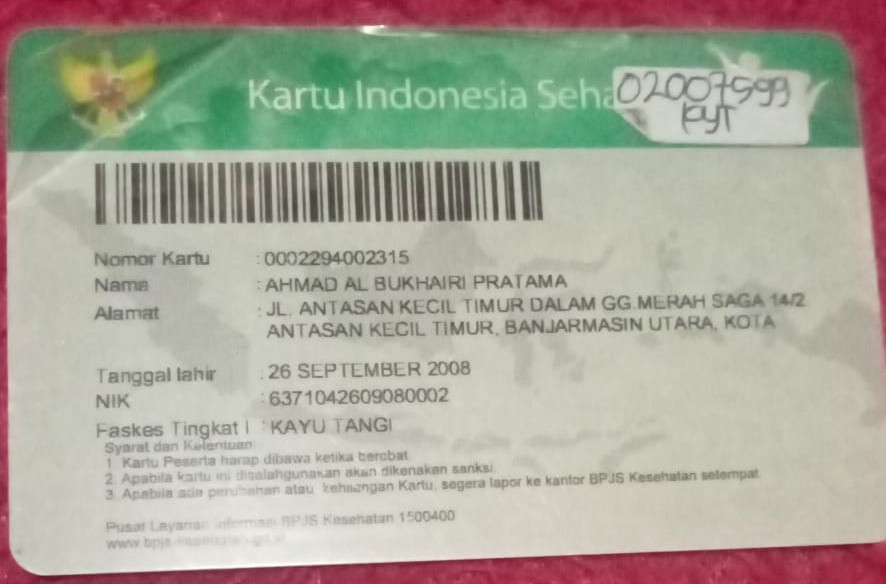 Kartu Indonesia Seha
02007599
PYT
Nomor Kartu : 0002294002315
Nama : AHMAD AL BUKHAIRI PRATAMA
Alamat : JL. ANTASAN KECIL TIMUR DALAM GG.MERAH SAGA 14/2
ANTASAN KECIL TIMUR, BANJARMASIN UTARA, KOTA
Tanggal lahir : 26 SEPTEMBER 2008
NIK : 6371042609080002
Faskes Tingkat I : KAYU TANGI
Syarat dan Ketentuan
1. Kartu Peserta harap dibawa ketika berobat
2. Apabila kartu ini disalahgunakan akan dikenakan sanksi
3. Apabila ada perubahan atau kehilangan Kartu, segera lapor ke kantor BPJS Kesehatan setempat
Pusat Layanan Informasi BPJS Kesehatan 1500400
www.bpjs-kesehatan.go.id